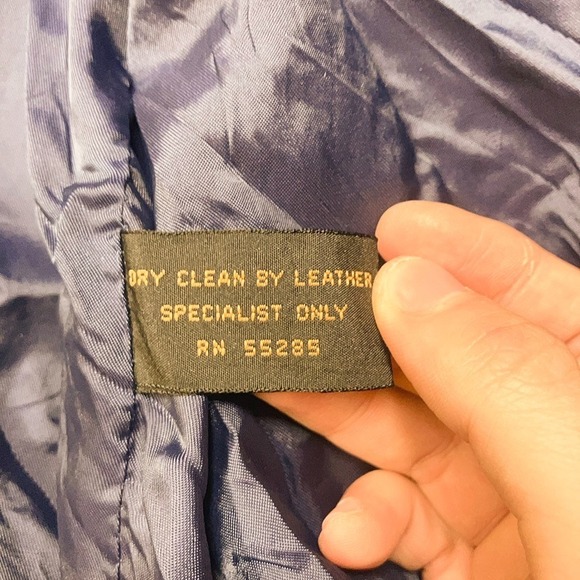 DRY CLEAN BY LEATHER
SPECIALIST ONLY
RN 55285